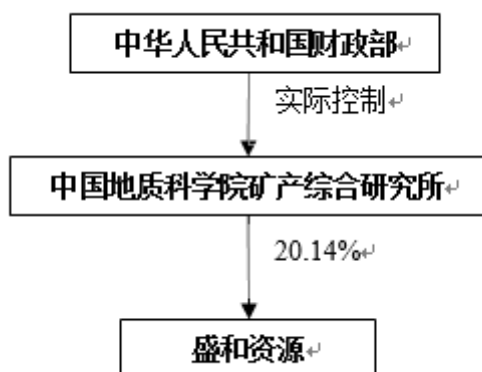 中华人民共和国财政部↵
实际控制↵
中国地质科学院矿产综合研究所↵
20.14%↵
盛和资源↵